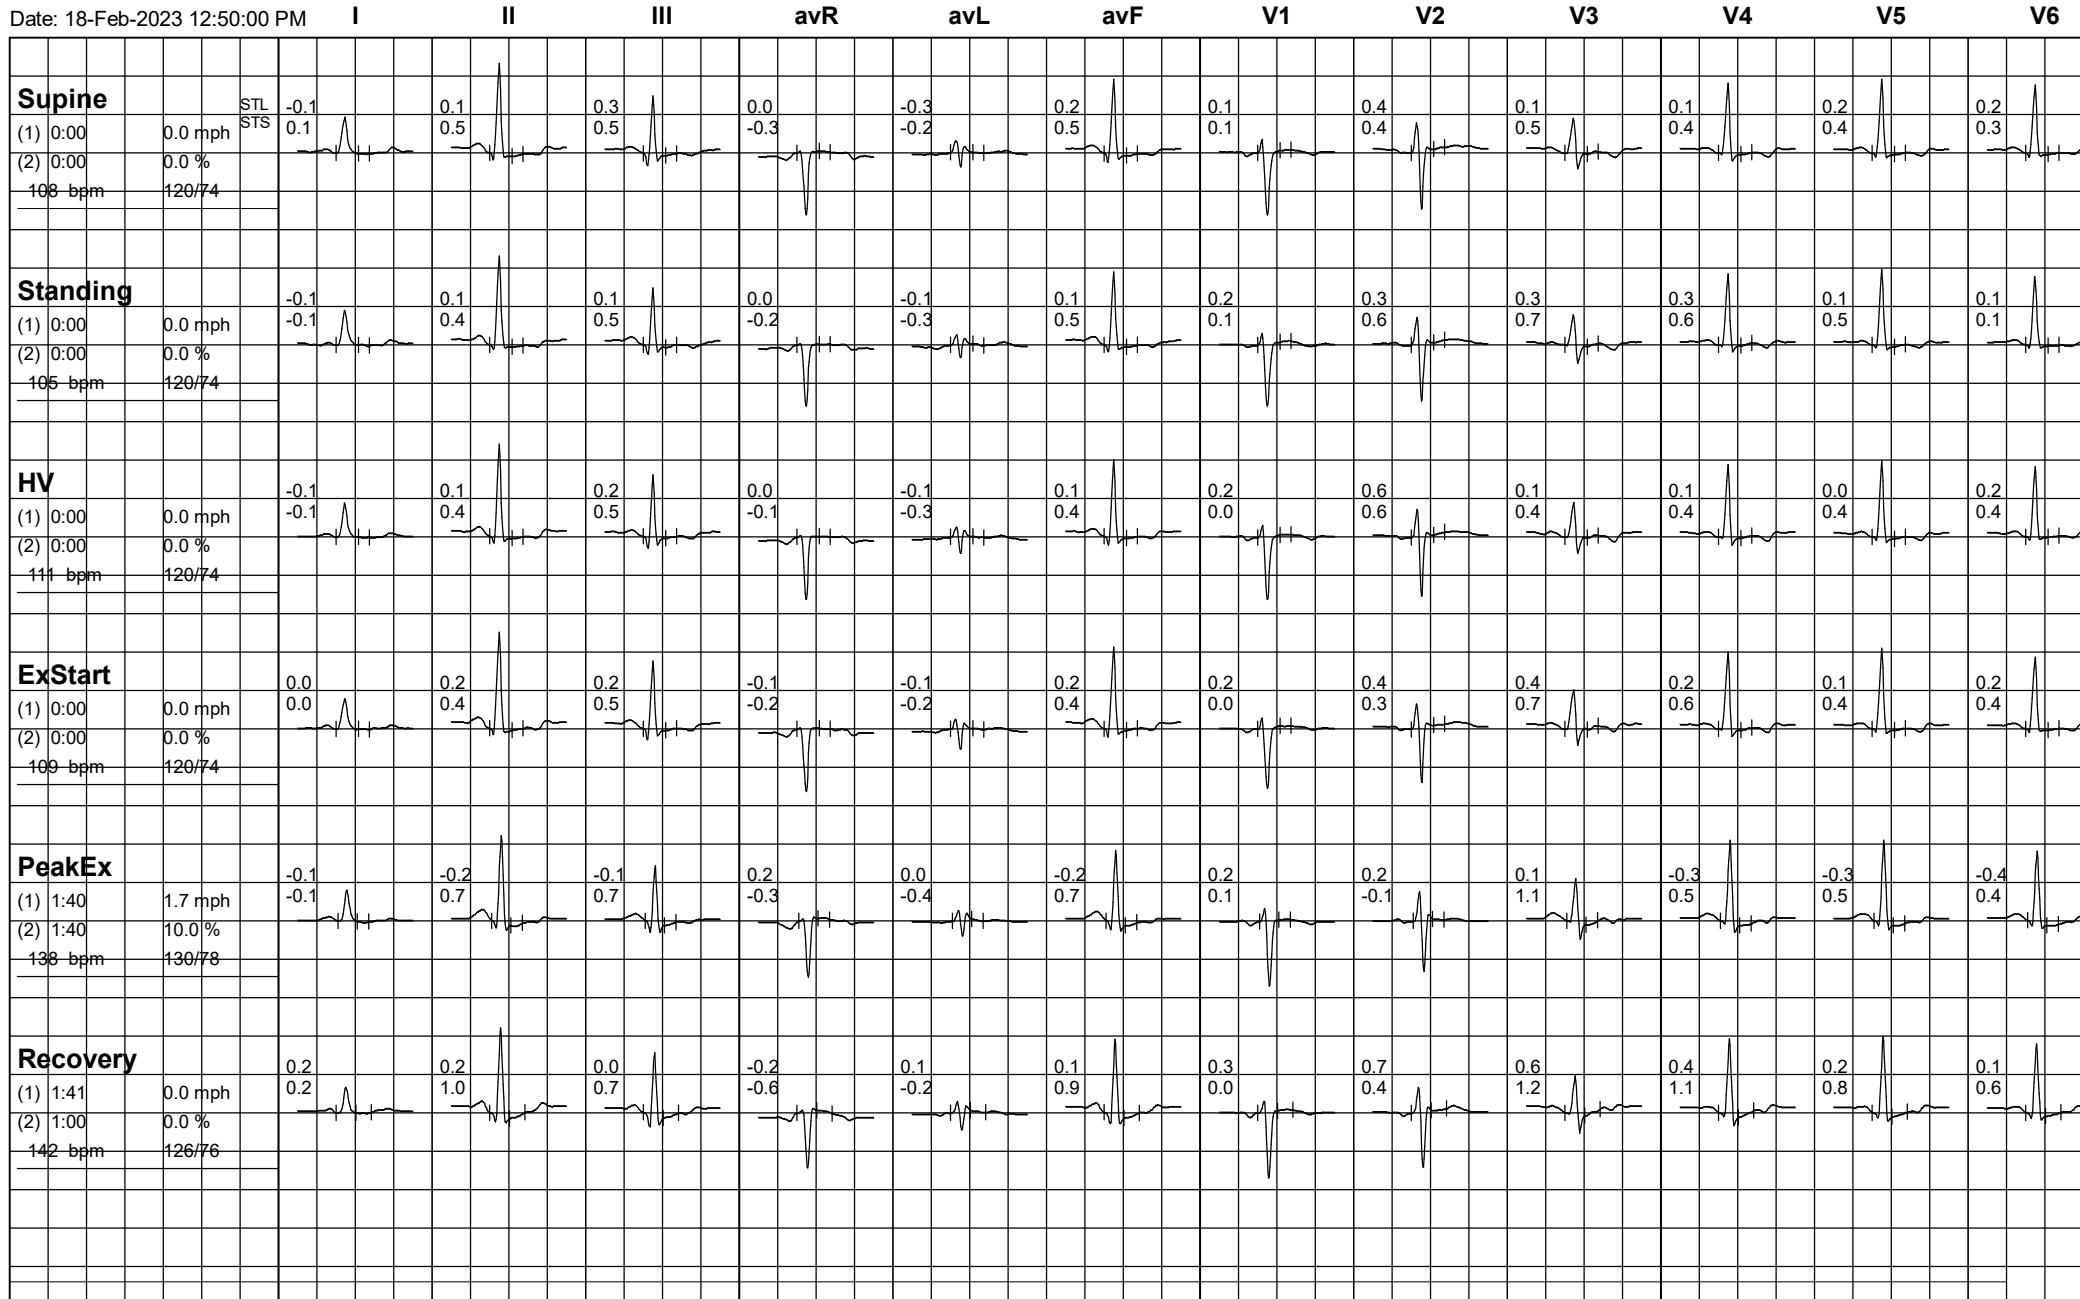 Date: 18-Feb-2023 12:50:00 PM I II III avR avL avF V1 V2 V3 V4 V5 V6
Supine
STL -0.1 0.1 0.3 0.0 -0.3 0.2 0.1 0.4 0.1 0.1 0.2 0.2
STS 0.1 0.5 0.5 -0.3 -0.2 0.5 0.1 0.4 0.5 0.4 0.4 0.3
(1) 0:00 0.0 mph
(2) 0:00 0.0 %
108 bpm 120/74
Standing
-0.1 0.1 0.1 0.0 -0.1 0.1 0.2 0.3 0.3 0.3 0.1 0.1
-0.1 0.4 0.5 -0.2 -0.3 0.5 0.1 0.6 0.7 0.6 0.5 0.1
(1) 0:00 0.0 mph
(2) 0:00 0.0 %
105 bpm 120/74
HV
-0.1 0.1 0.2 0.0 -0.1 0.1 0.2 0.6 0.1 0.1 0.0 0.2
-0.1 0.4 0.5 -0.1 -0.3 0.4 0.0 0.6 0.4 0.4 0.4 0.4
(1) 0:00 0.0 mph
(2) 0:00 0.0 %
111 bpm 120/74
ExStart
0.0 0.2 0.2 -0.1 -0.1 0.2 0.2 0.4 0.4 0.2 0.1 0.2
0.0 0.4 0.5 -0.2 -0.2 0.4 0.0 0.3 0.7 0.6 0.4 0.4
(1) 0:00 0.0 mph
(2) 0:00 0.0 %
109 bpm 120/74
PeakEx
-0.1 -0.2 -0.1 0.2 0.0 -0.2 0.2 0.2 0.1 -0.3 -0.3 -0.4
-0.1 0.7 0.7 -0.3 -0.4 0.7 0.1 -0.1 1.1 0.5 0.5 0.4
(1) 1:40 1.7 mph
(2) 1:40 10.0 %
138 bpm 130/78
Recovery
0.2 0.2 0.0 -0.2 0.1 0.1 0.3 0.7 0.6 0.4 0.2 0.1
0.2 1.0 0.7 -0.6 -0.2 0.9 0.0 0.4 1.2 1.1 0.8 0.6
(1) 1:41 0.0 mph
(2) 1:00 0.0 %
142 bpm 126/76